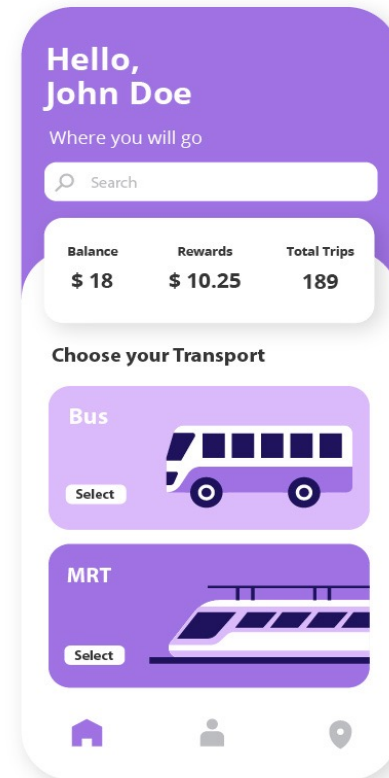 Hello,
John Doe
Where you will go
Search
Balance Rewards Total Trips
$ 18 $ 10.25 189
Choose your Transport
Bus
Select
MRT
Select